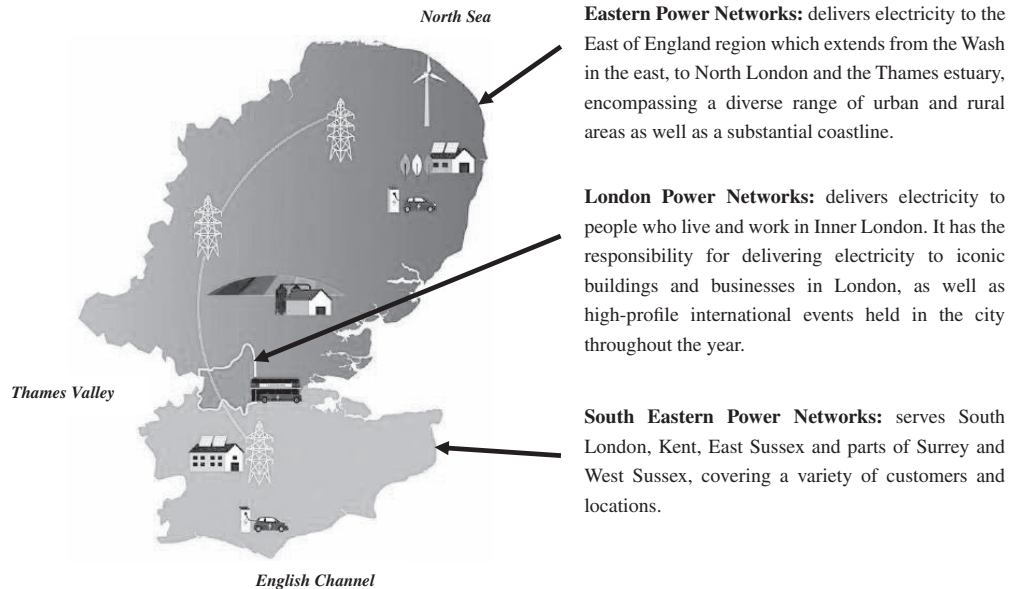 North Sea
Eastern Power Networks: delivers electricity to the
East of England region which extends from the Wash
in the east, to North London and the Thames estuary,
encompassing a diverse range of urban and rural
areas as well as a substantial coastline.
London Power Networks: delivers electricity to
people who live and work in Inner London. It has the
responsibility for delivering electricity to iconic
buildings and businesses in London, as well as
high-profile international events held in the city
throughout the year.
Thames Valley
South Eastern Power Networks: serves South
London, Kent, East Sussex and parts of Surrey and
West Sussex, covering a variety of customers and
locations.
English Channel